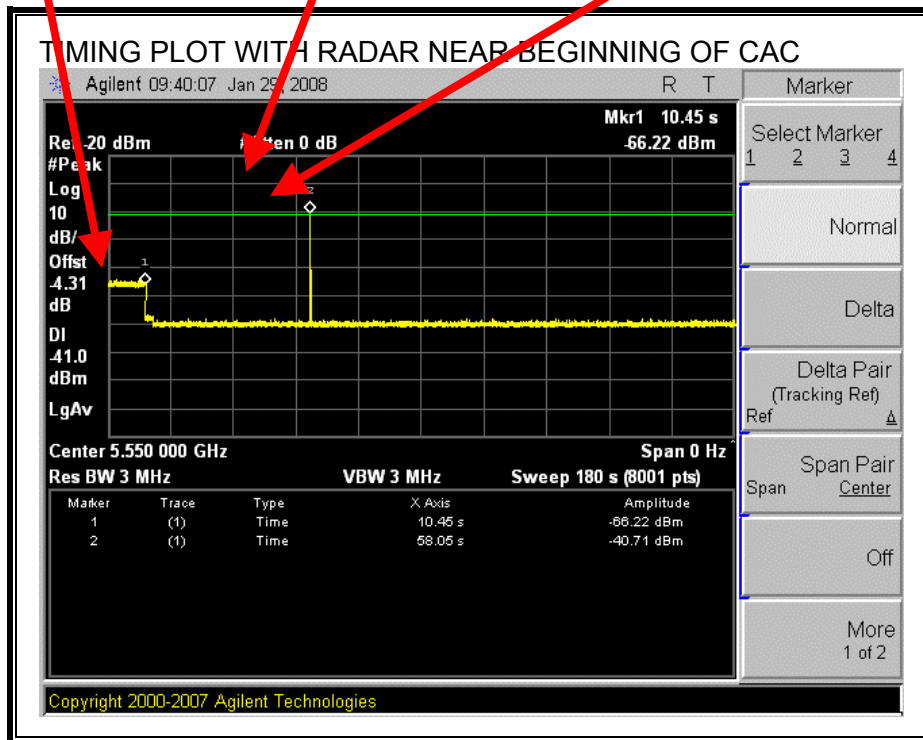 TIMING PLOT WITH RADAR NEAR BEGINNING OF CAC
Agilent 09:40:07 Jan 29, 2008 R T
Marker
Mkr1 10.45 s
Ref -20 dBm #Atten 0 dB -66.22 dBm
#Peak
Log
10
dB/
Offst
-4.31
dB
DI
-41.0
dBm
LgAv
1
2
Center 5.550 000 GHz Span 0 Hz
Res BW 3 MHz VBW 3 MHz Sweep 180 s (8001 pts)
Marker Trace Type X Axis Amplitude
1 (1) Time 10.45 s -66.22 dBm
2 (1) Time 58.05 s -40.71 dBm
Select Marker
1 2 3 4
Normal
Delta
Delta Pair
(Tracking Ref)
Ref Δ
Span Pair
Span Center
Off
More
1 of 2
Copyright 2000-2007 Agilent Technologies